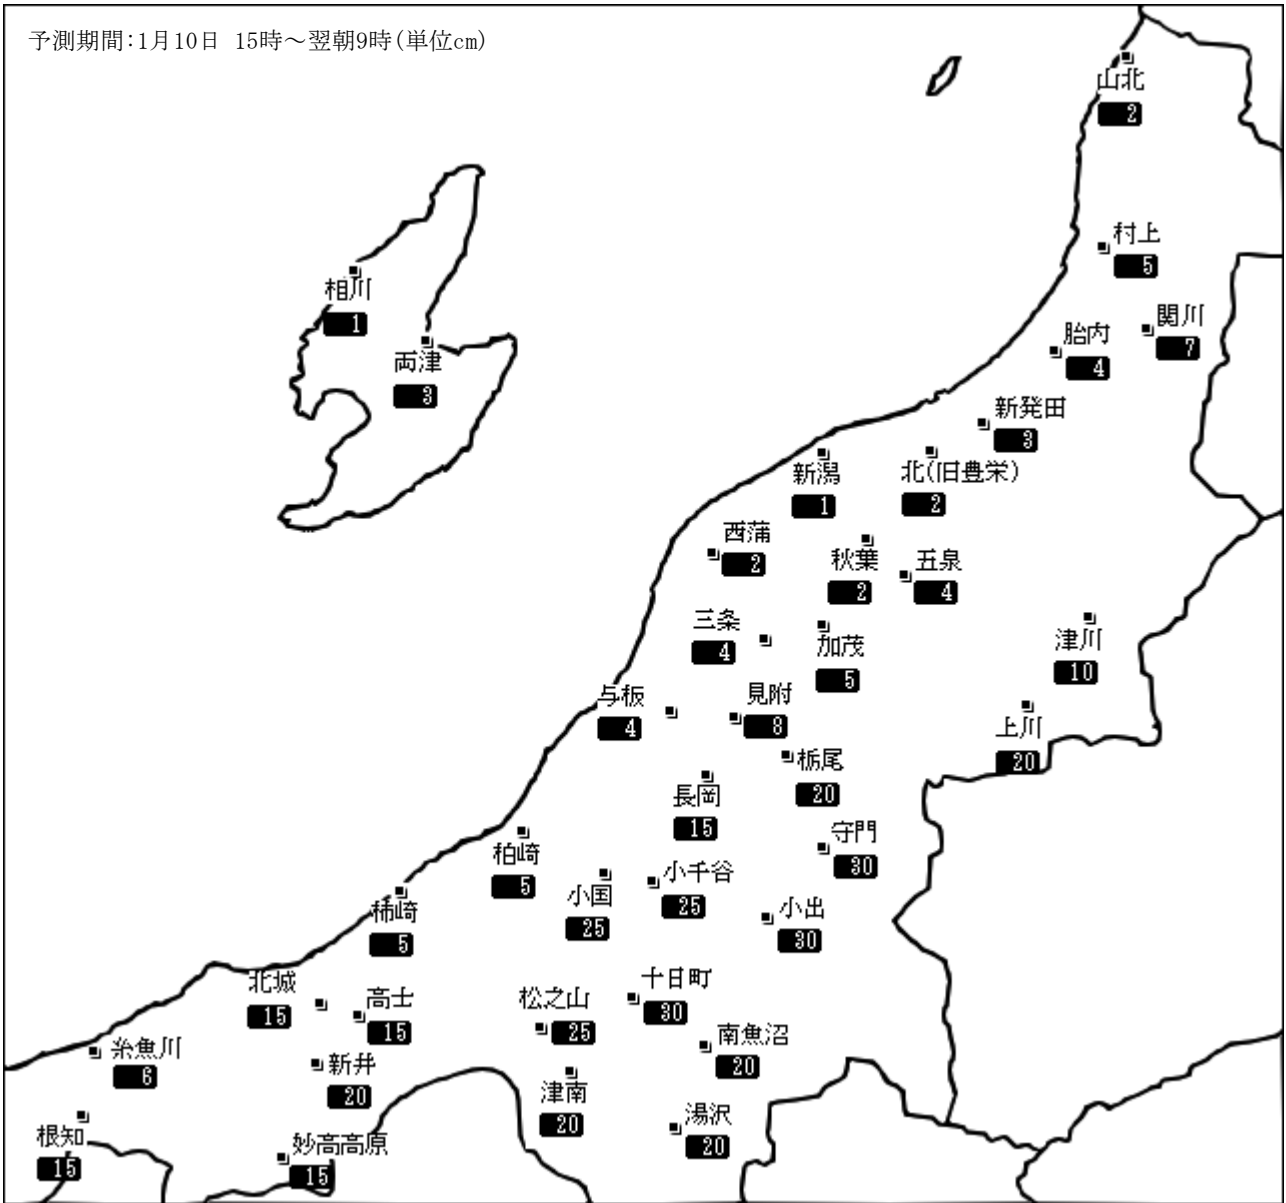 予測期間:1月10日 15時～翌朝9時(単位cm)
山北
2
村上
5
相川
1
関川
7
胎内
4
両津
3
新発田
3
新潟
1
北(旧豊栄)
2
西蒲
2
秋葉
2
五泉
4
三条
4
加茂
5
津川
10
与板
4
見附
8
上川
20
栃尾
20
長岡
15
守門
30
柏崎
5
小国
25
小千谷
25
小出
30
柿崎
5
北城
15
高士
15
松之山
25
十日町
30
南魚沼
20
糸魚川
6
新井
20
津南
20
湯沢
20
根知
15
妙高高原
15